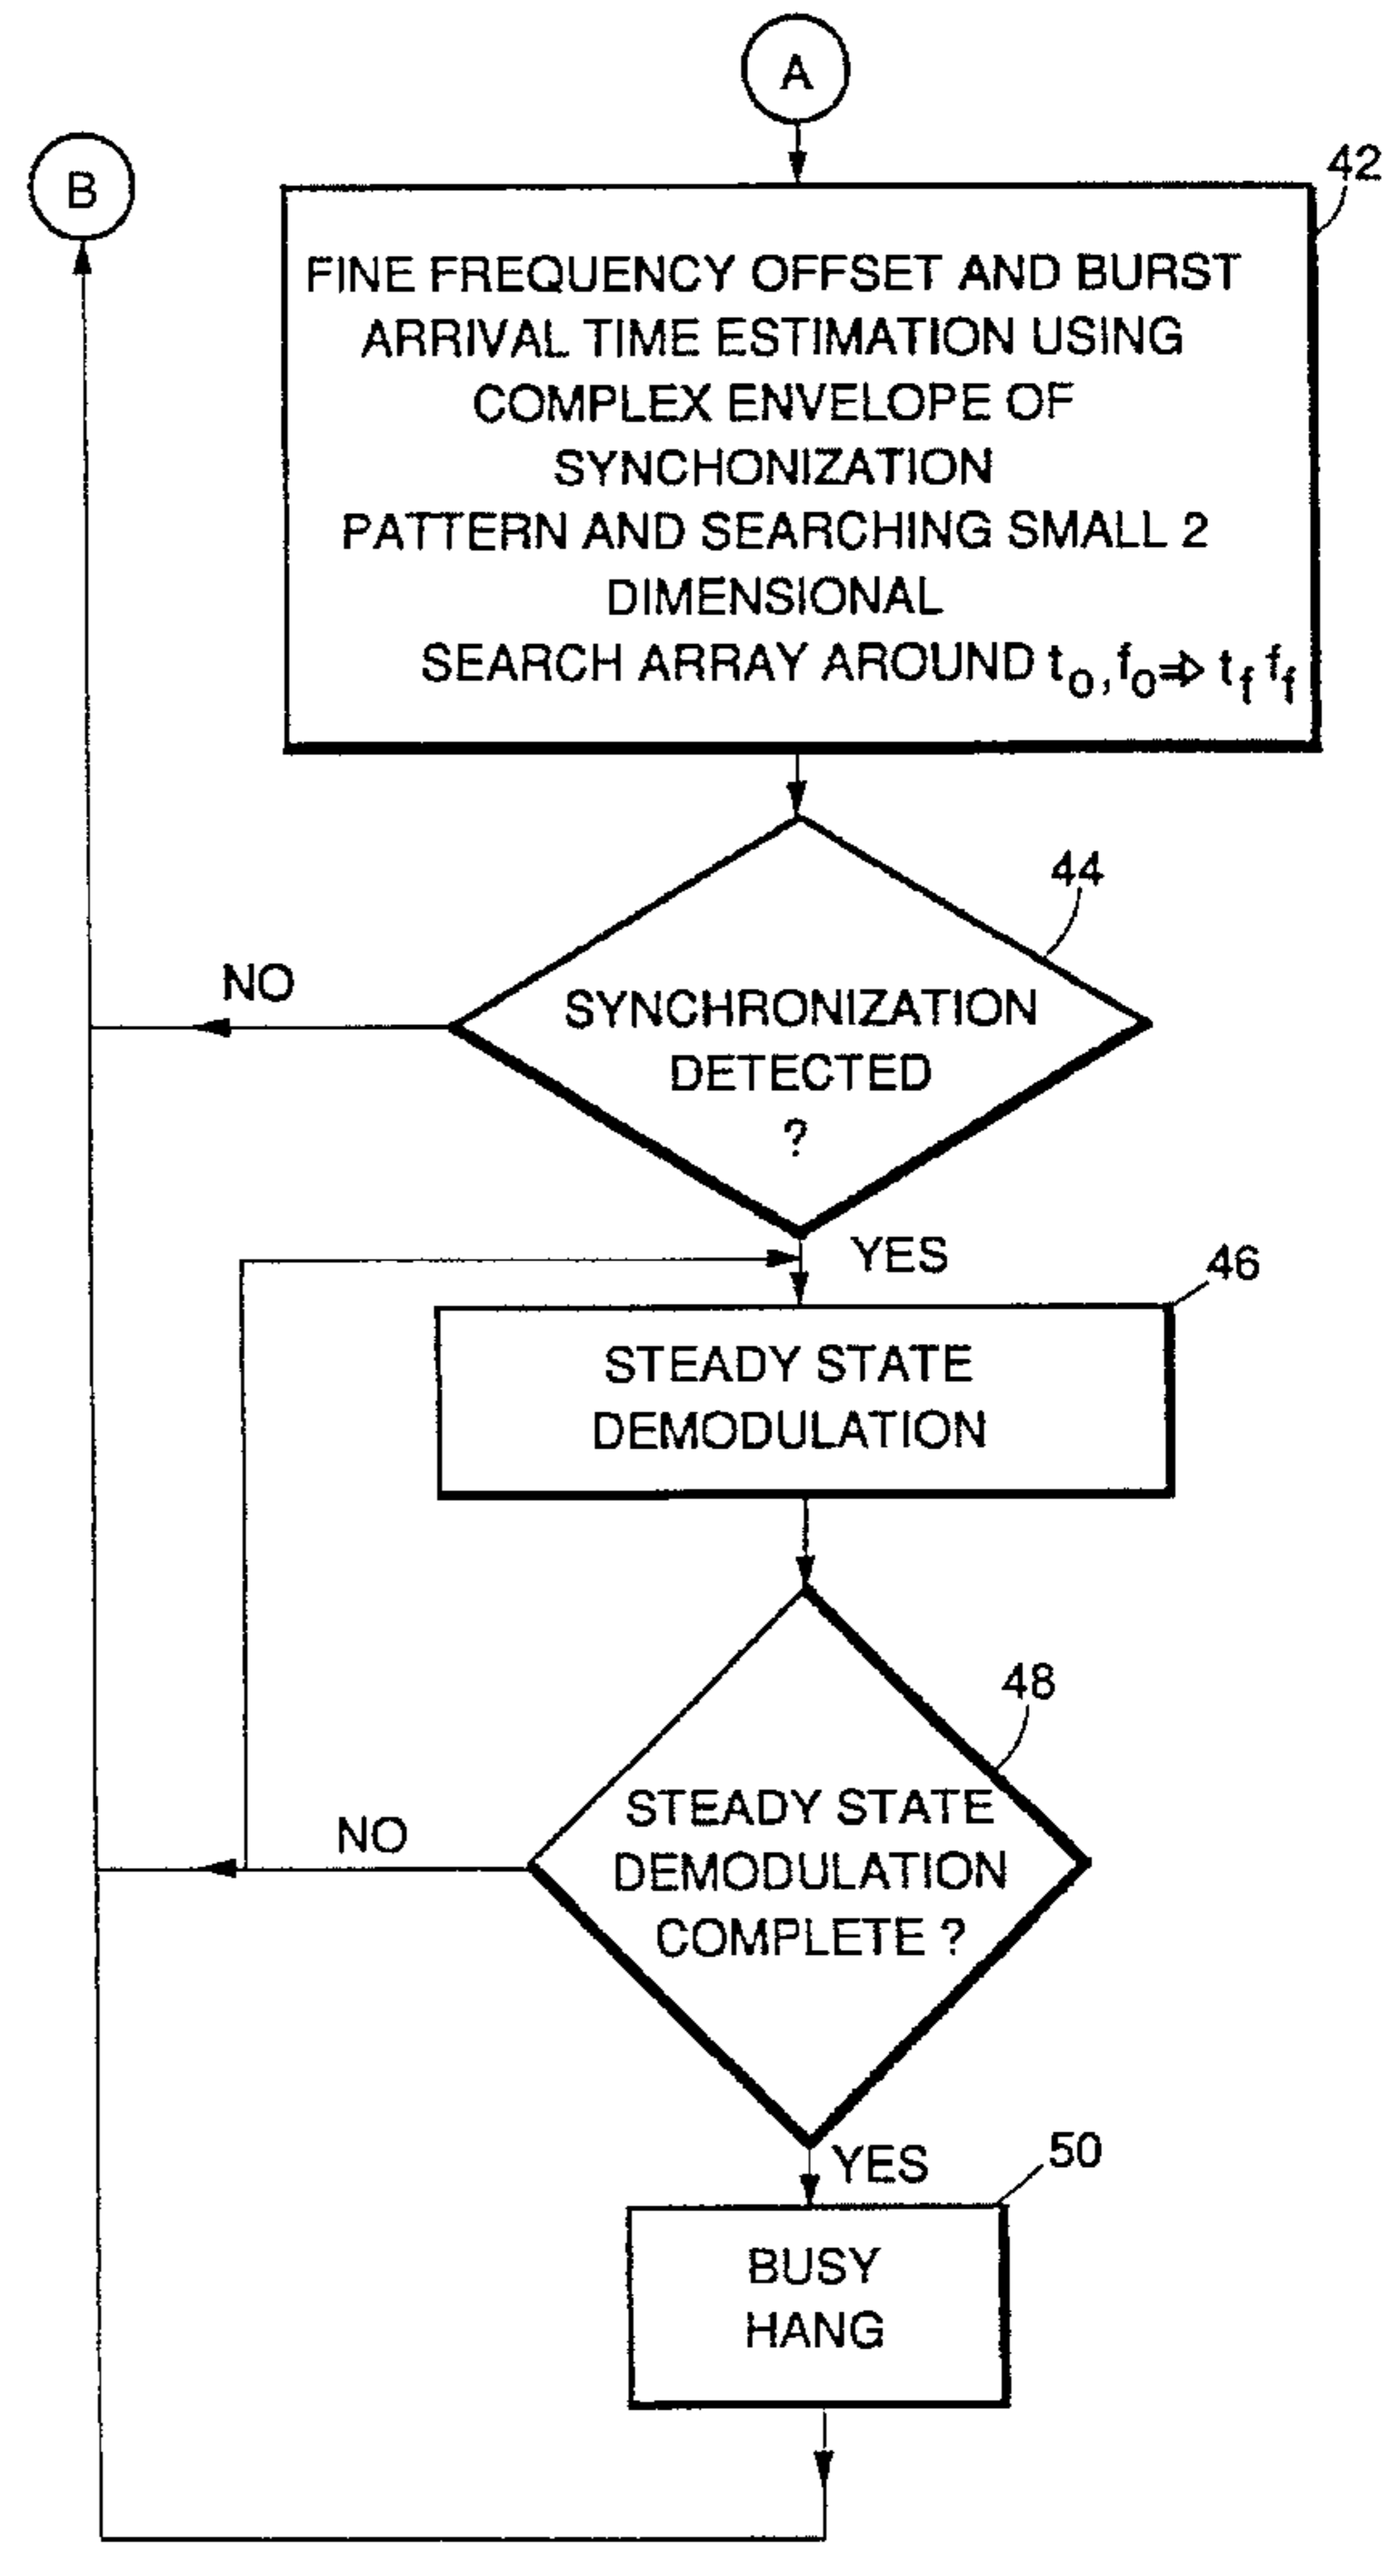 A
B
42
FINE FREQUENCY OFFSET AND BURST
ARRIVAL TIME ESTIMATION USING
COMPLEX ENVELOPE OF
SYNCHONIZATION
PATTERN AND SEARCHING SMALL 2
DIMENSIONAL
SEARCH ARRAY AROUND t₀,f₀⇒ t_f f_f
44
NO
SYNCHRONIZATION
DETECTED
?
YES
46
STEADY STATE
DEMODULATION
48
NO
STEADY STATE
DEMODULATION
COMPLETE ?
YES
50
BUSY
HANG